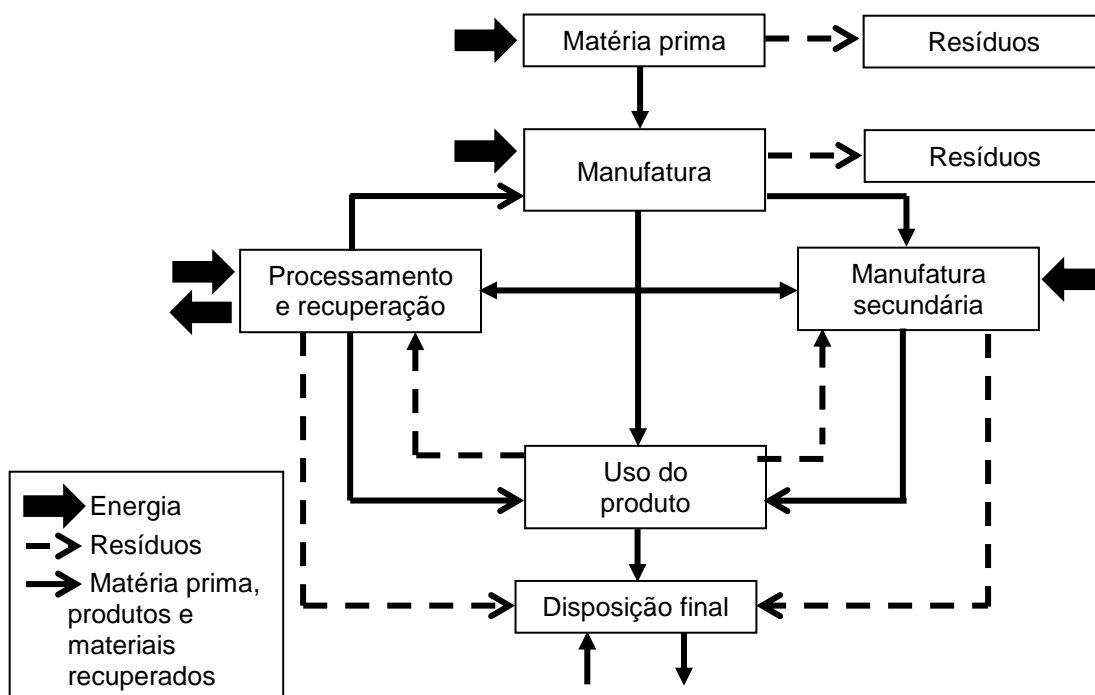 Matéria prima
Resíduos
Manufatura
Resíduos
Processamento
e recuperação
Manufatura
secundária
Uso do
produto
Disposição final
Energia
Resíduos
Matéria prima,
produtos e
materiais
recuperados